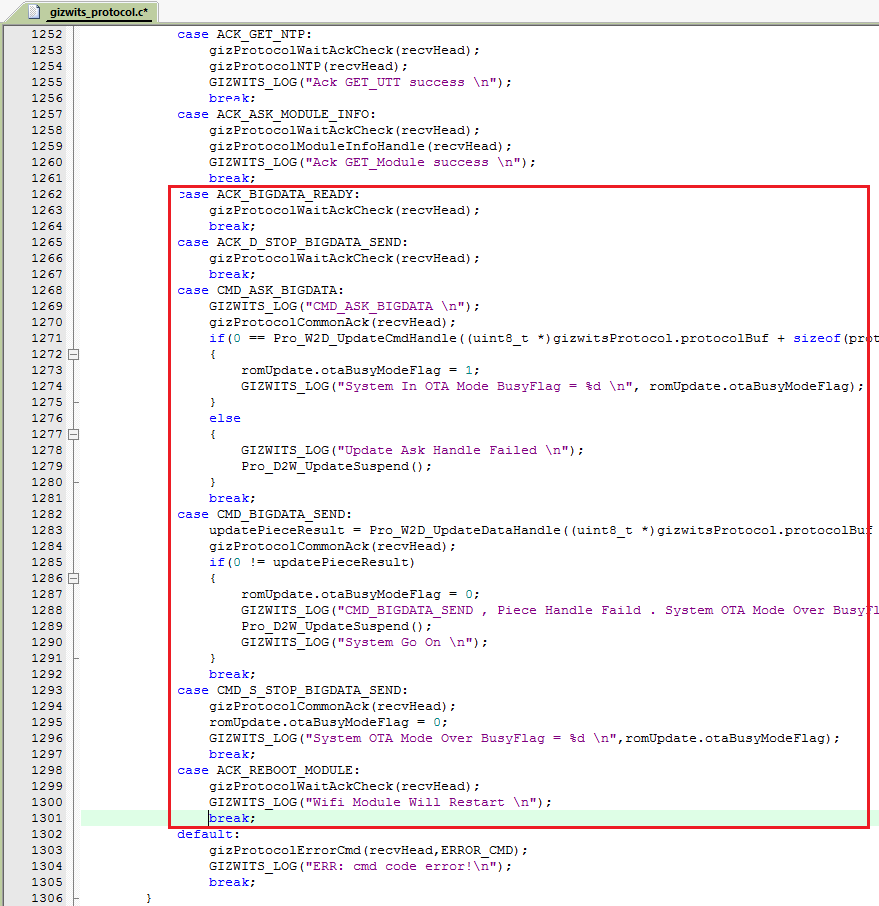 gizwits_protocol.c*
1252 case ACK_GET_NTP:
1253 gizProtocolWaitAckCheck(recvHead);
1254 gizProtocolNTP(recvHead);
1255 GIZWITS_LOG("Ack GET_UTT success \n");
1256 break;
1257 case ACK_ASK_MODULE_INFO:
1258 gizProtocolWaitAckCheck(recvHead);
1259 gizProtocolModuleInfoHandle(recvHead);
1260 GIZWITS_LOG("Ack GET_Module success \n");
1261 break;
1262 case ACK_BIGDATA_READY:
1263 gizProtocolWaitAckCheck(recvHead);
1264 break;
1265 case ACK_D_STOP_BIGDATA_SEND:
1266 gizProtocolWaitAckCheck(recvHead);
1267 break;
1268 case CMD_ASK_BIGDATA:
1269 GIZWITS_LOG("CMD_ASK_BIGDATA \n");
1270 gizProtocolCommonAck(recvHead);
1271 if(0 == Pro_W2D_UpdateCmdHandle((uint8_t *)gizwitsProtocol.protocolBuf + sizeof(prot
1272 {
1273 romUpdate.otaBusyModeFlag = 1;
1274 GIZWITS_LOG("System In OTA Mode BusyFlag = %d \n", romUpdate.otaBusyModeFlag);
1275 }
1276 else
1277 {
1278 GIZWITS_LOG("Update Ask Handle Failed \n");
1279 Pro_D2W_UpdateSuspend();
1280 }
1281 break;
1282 case CMD_BIGDATA_SEND:
1283 updatePieceResult = Pro_W2D_UpdateDataHandle((uint8_t *)gizwitsProtocol.protocolBuf
1284 gizProtocolCommonAck(recvHead);
1285 if(0 != updatePieceResult)
1286 {
1287 romUpdate.otaBusyModeFlag = 0;
1288 GIZWITS_LOG("CMD_BIGDATA_SEND , Piece Handle Faild . System OTA Mode Over BusyFl
1289 Pro_D2W_UpdateSuspend();
1290 GIZWITS_LOG("System Go On \n");
1291 }
1292 break;
1293 case CMD_S_STOP_BIGDATA_SEND:
1294 gizProtocolCommonAck(recvHead);
1295 romUpdate.otaBusyModeFlag = 0;
1296 GIZWITS_LOG("System OTA Mode Over BusyFlag = %d \n",romUpdate.otaBusyModeFlag);
1297 break;
1298 case ACK_REBOOT_MODULE:
1299 gizProtocolWaitAckCheck(recvHead);
1300 GIZWITS_LOG("Wifi Module Will Restart \n");
1301 break;
1302 default:
1303 gizProtocolErrorCmd(recvHead,ERROR_CMD);
1304 GIZWITS_LOG("ERR: cmd code error!\n");
1305 break;
1306 }